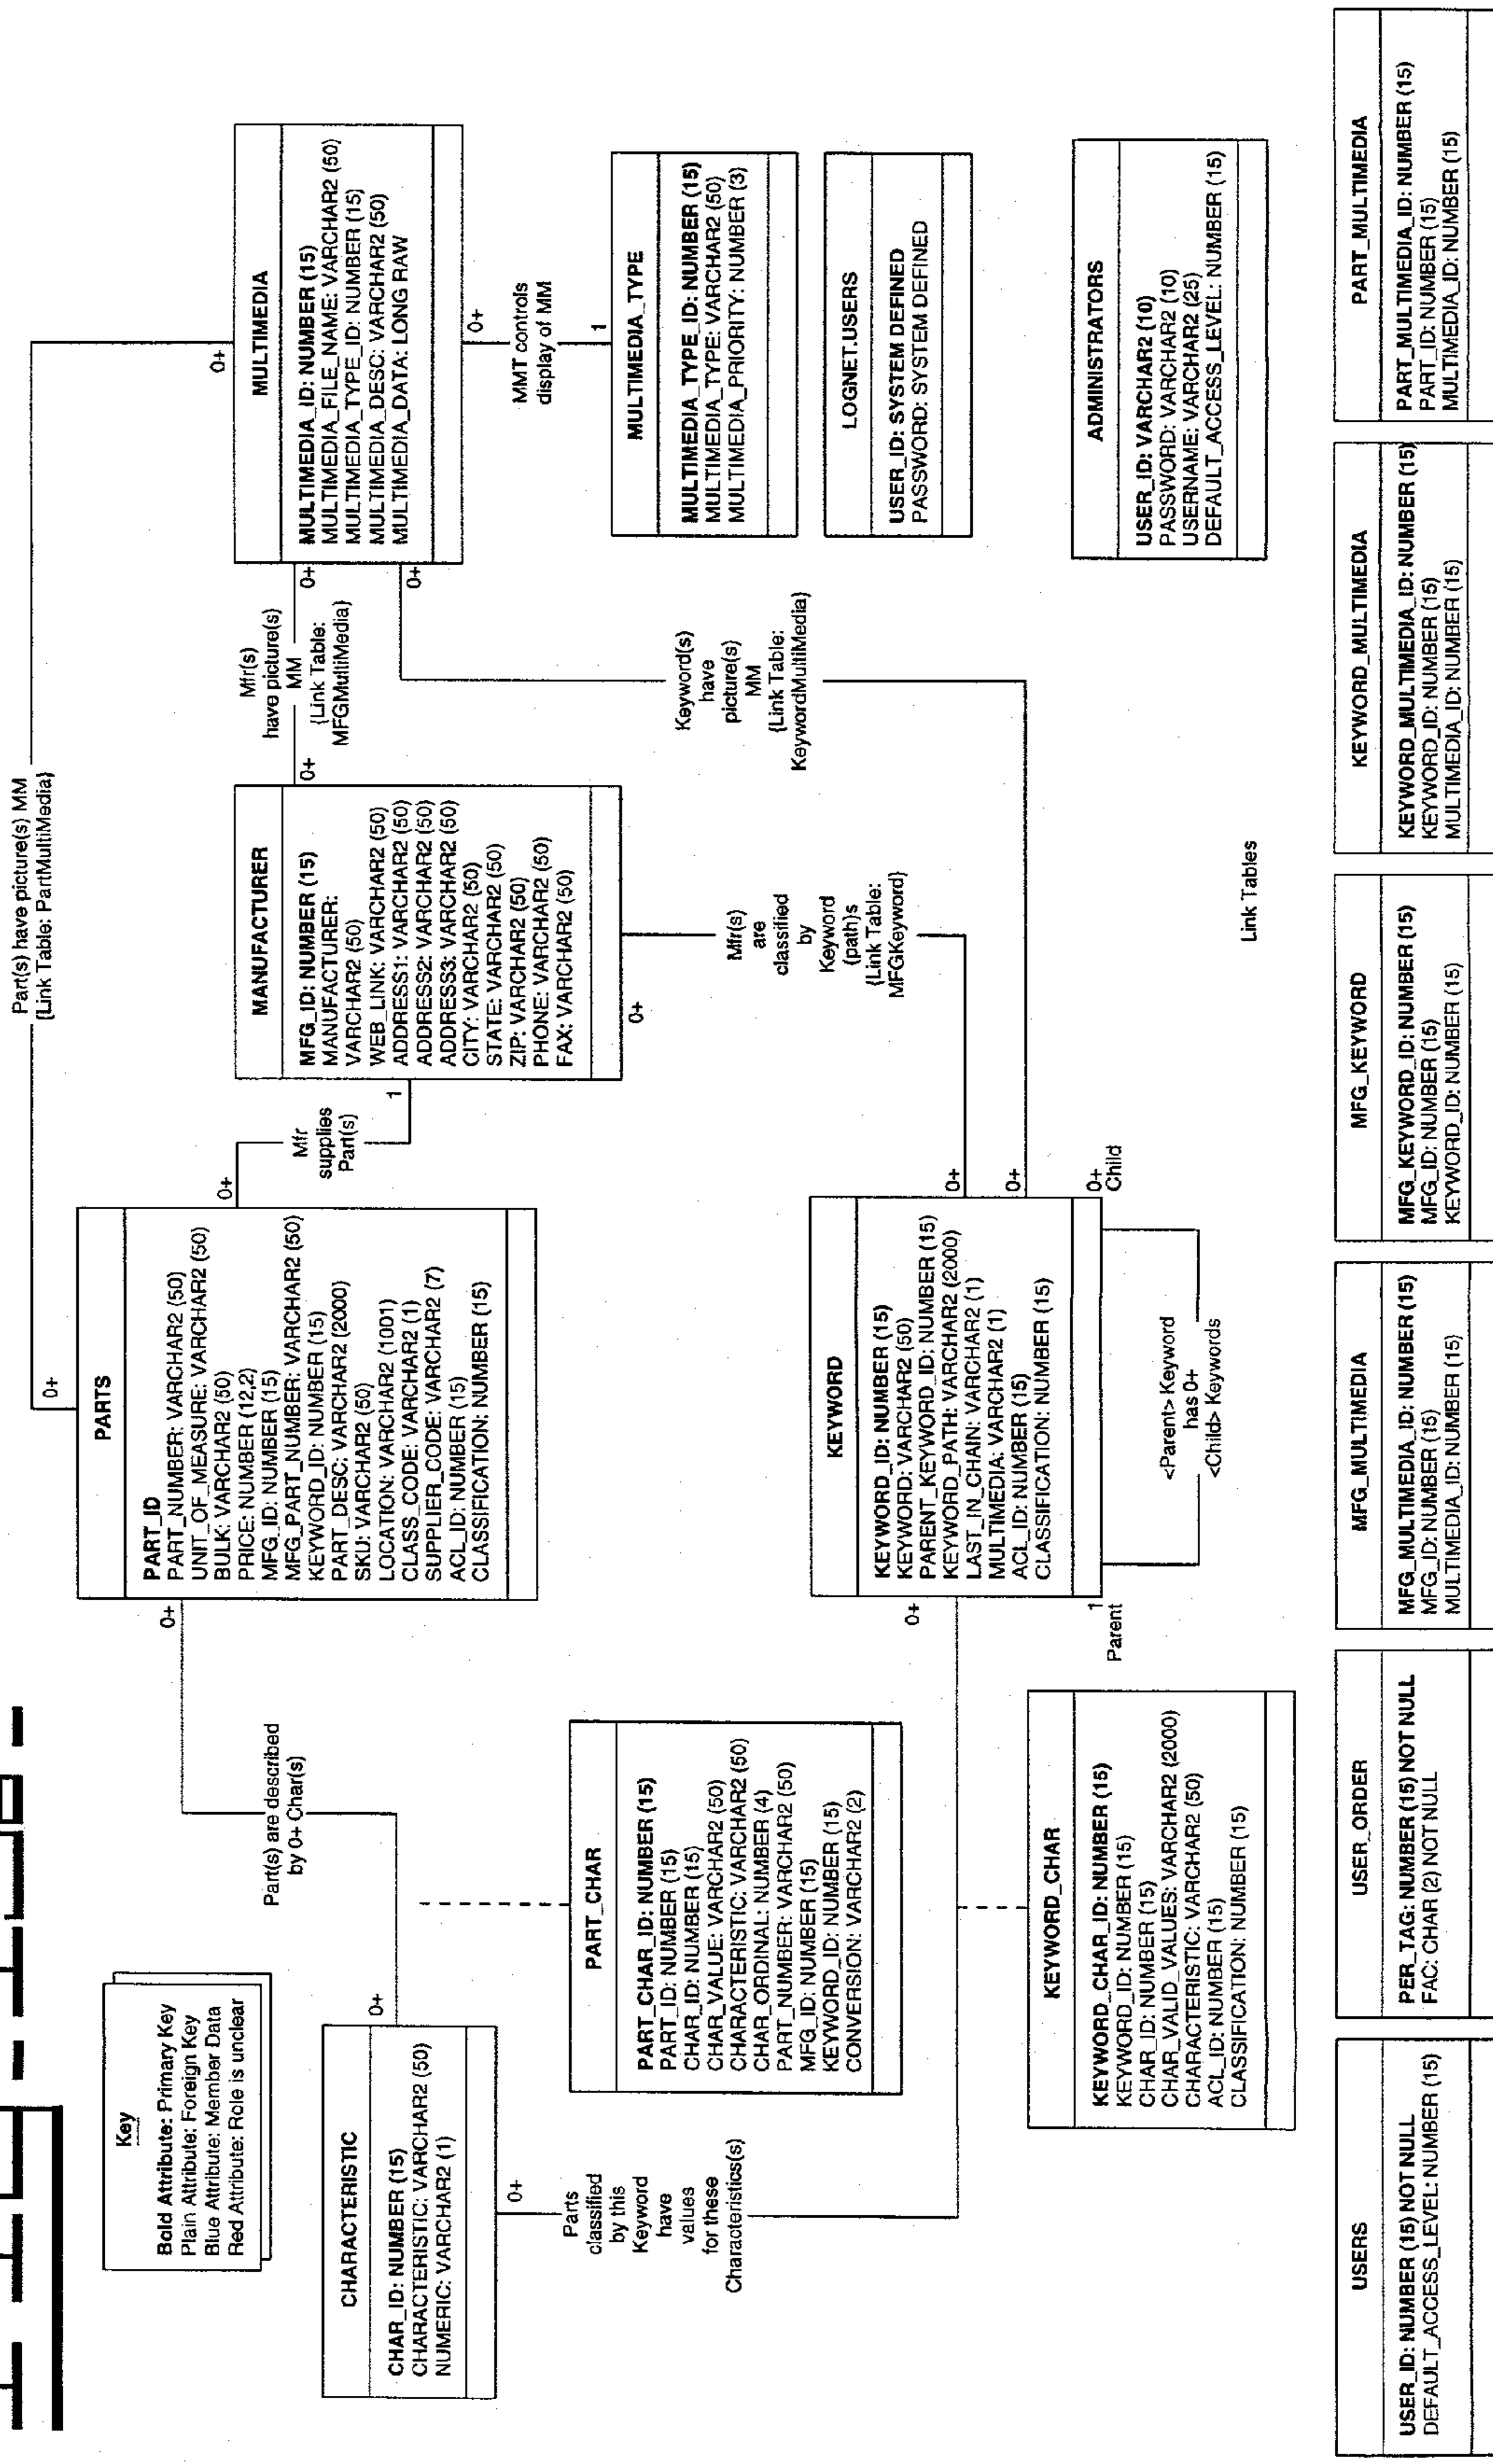 Part(s) have picture(s) MM
{Link Table: PartMultiMedia}
0+
0+
Key
Bold Attribute: Primary Key
Plain Attribute: Foreign Key
Blue Attribute: Member Data
Red Attribute: Role is unclear
PARTS
PART_ID
PART_NUMBER: VARCHAR2 (50)
UNIT_OF_MEASURE: VARCHAR2 (50)
BULK: VARCHAR2 (50)
PRICE: NUMBER (12,2)
MFG_ID: NUMBER (15)
MFG_PART_NUMBER: VARCHAR2 (50)
KEYWORD_ID: NUMBER (15)
PART_DESC: VARCHAR2 (2000)
SKU: VARCHAR2 (50)
LOCATION: VARCHAR2 (1001)
CLASS_CODE: VARCHAR2 (1)
SUPPLIER_CODE: VARCHAR2 (7)
ACL_ID: NUMBER (15)
CLASSIFICATION: NUMBER (15)
0+
0+
Mfr
supplies
Part(s)
1
MANUFACTURER
MFG_ID: NUMBER (15)
MANUFACTURER:
VARCHAR2 (50)
WEB_LINK: VARCHAR2 (50)
ADDRESS1: VARCHAR2 (50)
ADDRESS2: VARCHAR2 (50)
ADDRESS3: VARCHAR2 (50)
CITY: VARCHAR2 (50)
STATE: VARCHAR2 (50)
ZIP: VARCHAR2 (50)
PHONE: VARCHAR2 (50)
FAX: VARCHAR2 (50)
0+
0+
Mfr(s)
have picture(s)
MM
{Link Table:
MFGMultiMedia}
0+
0+
MULTIMEDIA
MULTIMEDIA_ID: NUMBER (15)
MULTIMEDIA_FILE_NAME: VARCHAR2 (50)
MULTIMEDIA_TYPE_ID: NUMBER (15)
MULTIMEDIA_DESC: VARCHAR2 (50)
MULTIMEDIA_DATA: LONG RAW
0+
MMT controls
display of MM
1
Part(s) are described
by 0+ Char(s)
0+
CHARACTERISTIC
CHAR_ID: NUMBER (15)
CHARACTERISTIC: VARCHAR2 (50)
NUMERIC: VARCHAR2 (1)
0+
Parts
classified
by this
Keyword
have
values
for these
Characteristics(s)
PART_CHAR
PART_CHAR_ID: NUMBER (15)
PART_ID: NUMBER (15)
CHAR_ID: NUMBER (15)
CHAR_VALUE: VARCHAR2 (50)
CHARACTERISTIC: VARCHAR2 (50)
CHAR_ORDINAL: NUMBER (4)
PART_NUMBER: VARCHAR2 (50)
MFG_ID: NUMBER (15)
KEYWORD_ID: NUMBER (15)
CONVERSION: VARCHAR2 (2)
Mfr(s)
are
classified
by
Keyword
(path)s
{Link Table:
MFGKeyword}
Keyword(s)
have
picture(s)
MM
{Link Table:
KeywordMultiMedia}
MULTIMEDIA_TYPE
MULTIMEDIA_TYPE_ID: NUMBER (15)
MULTIMEDIA_TYPE: VARCHAR2 (50)
MULTIMEDIA_PRIORITY: NUMBER (3)
LOGNET.USERS
USER_ID: SYSTEM DEFINED
PASSWORD: SYSTEM DEFINED
KEYWORD
KEYWORD_ID: NUMBER (15)
KEYWORD: VARCHAR2 (50)
PARENT_KEYWORD_ID: NUMBER (15)
KEYWORD_PATH: VARCHAR2 (2000)
LAST_IN_CHAIN: VARCHAR2 (1)
MULTIMEDIA: VARCHAR2 (1)
ACL_ID: NUMBER (15)
CLASSIFICATION: NUMBER (15)
0+
0+
0+
1
Parent
0+
Child
<Parent> Keyword
has 0+
<Child> Keywords
KEYWORD_CHAR
KEYWORD_CHAR_ID: NUMBER (15)
KEYWORD_ID: NUMBER (15)
CHAR_ID: NUMBER (15)
CHAR_VALID_VALUES: VARCHAR2 (2000)
CHARACTERISTIC: VARCHAR2 (50)
ACL_ID: NUMBER (15)
CLASSIFICATION: NUMBER (15)
ADMINISTRATORS
USER_ID: VARCHAR2 (10)
PASSWORD: VARCHAR2 (10)
USERNAME: VARCHAR2 (25)
DEFAULT_ACCESS_LEVEL: NUMBER (15)
Link Tables
USERS
USER_ID: NUMBER (15) NOT NULL
DEFAULT_ACCESS_LEVEL: NUMBER (15)
USER_ORDER
PER_TAG: NUMBER (15) NOT NULL
FAC: CHAR (2) NOT NULL
MFG_MULTIMEDIA
MFG_MULTIMEDIA_ID: NUMBER (15)
MFG_ID: NUMBER (15)
MULTIMEDIA_ID: NUMBER (15)
MFG_KEYWORD
MFG_KEYWORD_ID: NUMBER (15)
MFG_ID: NUMBER (15)
KEYWORD_ID: NUMBER (15)
KEYWORD_MULTIMEDIA
KEYWORD_MULTIMEDIA_ID: NUMBER (15)
KEYWORD_ID: NUMBER (15)
MULTIMEDIA_ID: NUMBER (15)
PART_MULTIMEDIA
PART_MULTIMEDIA_ID: NUMBER (15)
PART_ID: NUMBER (15)
MULTIMEDIA_ID: NUMBER (15)